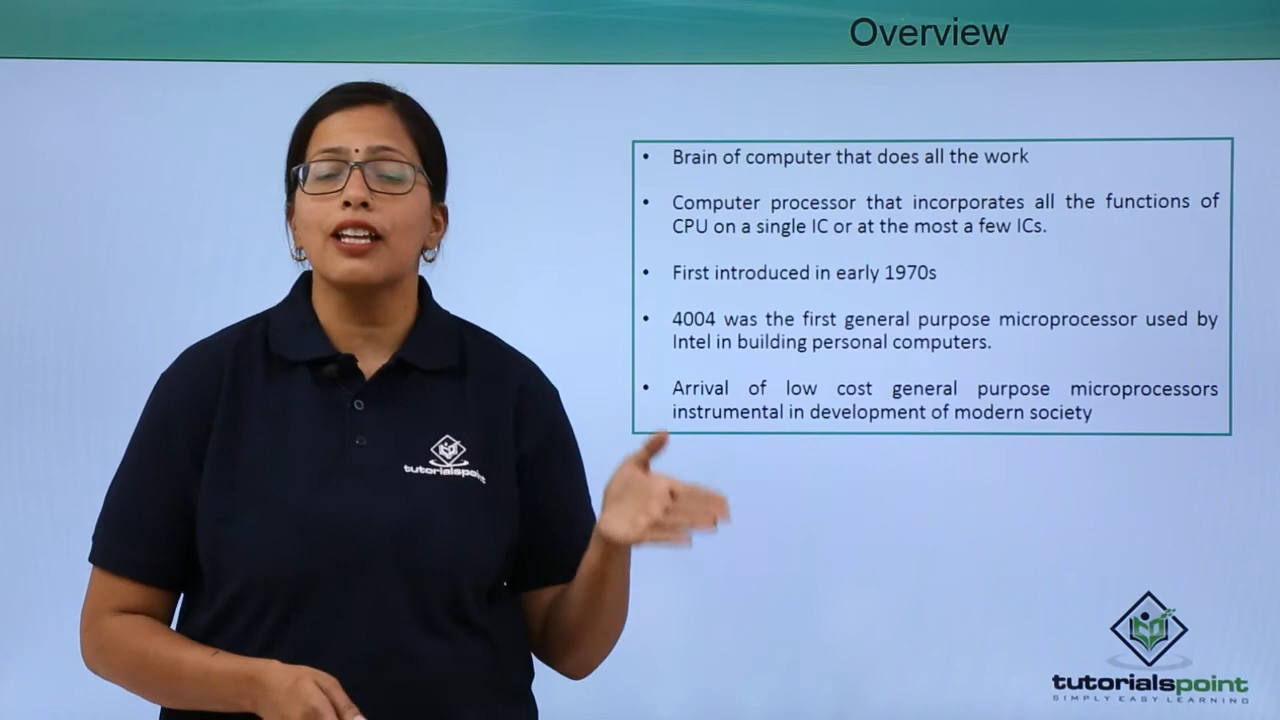 Overview
• Brain of computer that does all the work
• Computer processor that incorporates all the functions of
CPU on a single IC or at the most a few ICs.
• First introduced in early 1970s
• 4004 was the first general purpose microprocessor used by
Intel in building personal computers.
• Arrival of low cost general purpose microprocessors
instrumental in development of modern society
tutorialspoint
tutorialspoint
SIMPLY EASY LEARNING